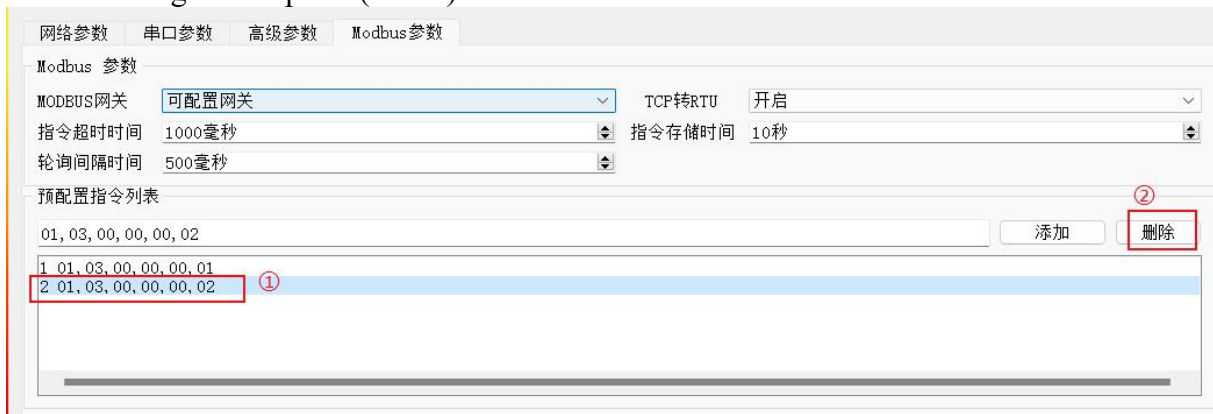 网络参数 串口参数 高级参数 Modbus参数
Modbus 参数
MODBUS网关 可配置网关 TCP转RTU 开启
指令超时时间 1000毫秒 指令存储时间 10秒
轮询间隔时间 500毫秒
预配置指令列表
②
01,03,00,00,00,02 添加 删除
1 01,03,00,00,00,01
2 01,03,00,00,00,02 ①